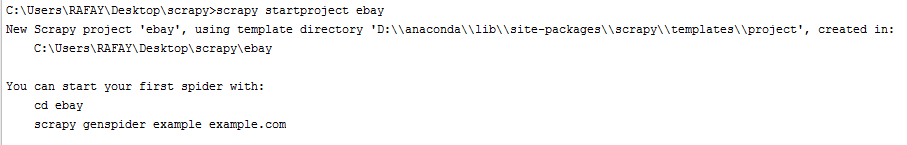 C:\Users\RAFAY\Desktop\scrapy>scrapy startproject ebay
New Scrapy project 'ebay', using template directory 'D:\\anaconda\\lib\\site-packages\\scrapy\\templates\\project', created in:
    C:\Users\RAFAY\Desktop\scrapy\ebay

You can start your first spider with:
    cd ebay
    scrapy genspider example example.com